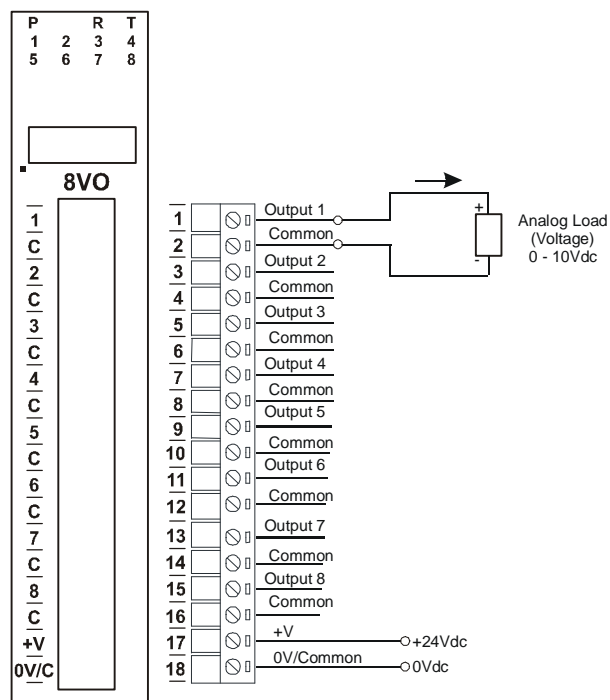 P R T
1 2 3 4
5 6 7 8
8VO
1
C
2
C
3
C
4
C
5
C
6
C
7
C
8
C
+V
0V/C
1 Output 1
2 Common
3 Output 2
4 Common
5 Output 3
6 Common
7 Output 4
8 Common
9 Output 5
10 Common
11 Output 6
12 Common
13 Output 7
14 Common
15 Output 8
16 Common
17 +V +24Vdc
18 0V/Common 0Vdc
+
-
Analog Load
(Voltage)
0 - 10Vdc